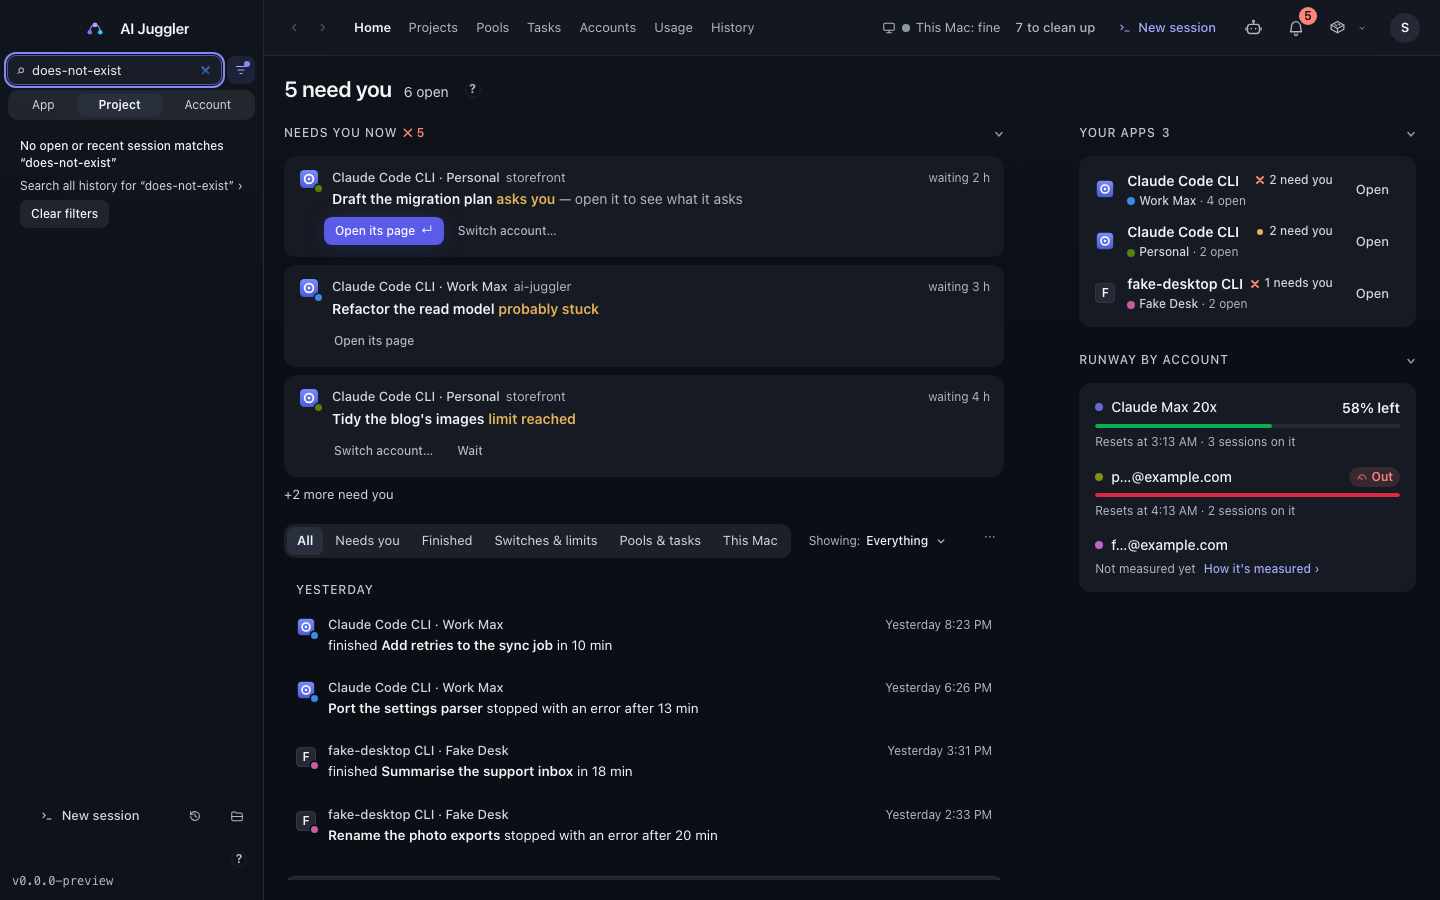 AI Juggler
does-not-exist
App Project Account
No open or recent session matches
“does-not-exist”
Search all history for “does-not-exist” ›
Clear filters
New session
?
v0.0.0-preview
Home Projects Pools Tasks Accounts Usage History
This Mac: fine 7 to clean up New session 5 S
5 need you 6 open ?
NEEDS YOU NOW 5
Claude Code CLI · Personal storefront waiting 2 h
Draft the migration plan asks you — open it to see what it asks
Open its page Switch account...
Claude Code CLI · Work Max ai-juggler waiting 3 h
Refactor the read model probably stuck
Open its page
Claude Code CLI · Personal storefront waiting 4 h
Tidy the blog's images limit reached
Switch account... Wait
+2 more need you
All Needs you Finished Switches & limits Pools & tasks This Mac Showing: Everything ...
YESTERDAY
Claude Code CLI · Work Max Yesterday 8:23 PM
finished Add retries to the sync job in 10 min
Claude Code CLI · Work Max Yesterday 6:26 PM
Port the settings parser stopped with an error after 13 min
F fake-desktop CLI · Fake Desk Yesterday 3:31 PM
finished Summarise the support inbox in 18 min
F fake-desktop CLI · Fake Desk Yesterday 2:33 PM
Rename the photo exports stopped with an error after 20 min
YOUR APPS 3
Claude Code CLI 2 need you
Work Max · 4 open
Open
Claude Code CLI 2 need you
Personal · 2 open
Open
F fake-desktop CLI 1 needs you
Fake Desk · 2 open
Open
RUNWAY BY ACCOUNT
Claude Max 20x 58% left
Resets at 3:13 AM · 3 sessions on it
p...@example.com Out
Resets at 4:13 AM · 2 sessions on it
f...@example.com
Not measured yet How it's measured ›